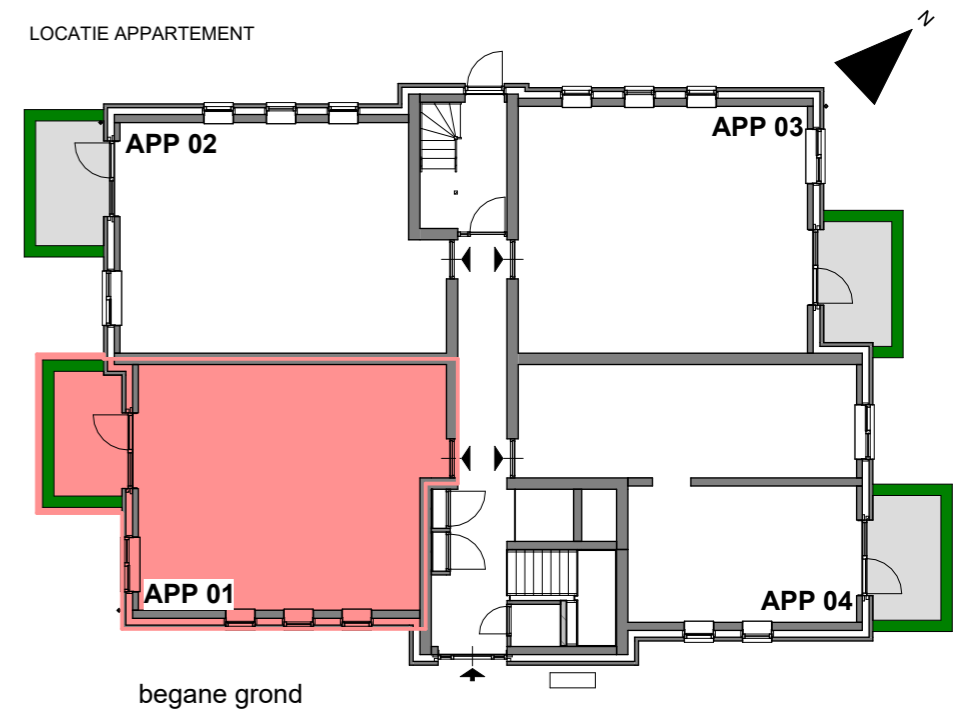 LOCATIE APPARTEMENT
N
APP 02
APP 03
APP 01
APP 04
begane grond